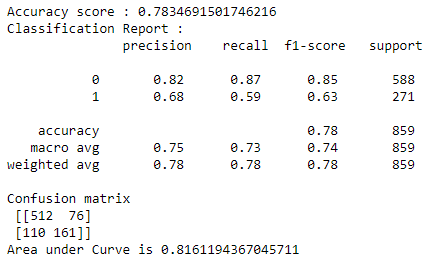 Accuracy score : 0.7834691501746216
Classification Report :
precision recall f1-score support
0 0.82 0.87 0.85 588
1 0.68 0.59 0.63 271
accuracy 0.78 859
macro avg 0.75 0.73 0.74 859
weighted avg 0.78 0.78 0.78 859
Confusion matrix
[[512 76]
[110 161]]
Area under Curve is 0.8161194367045711